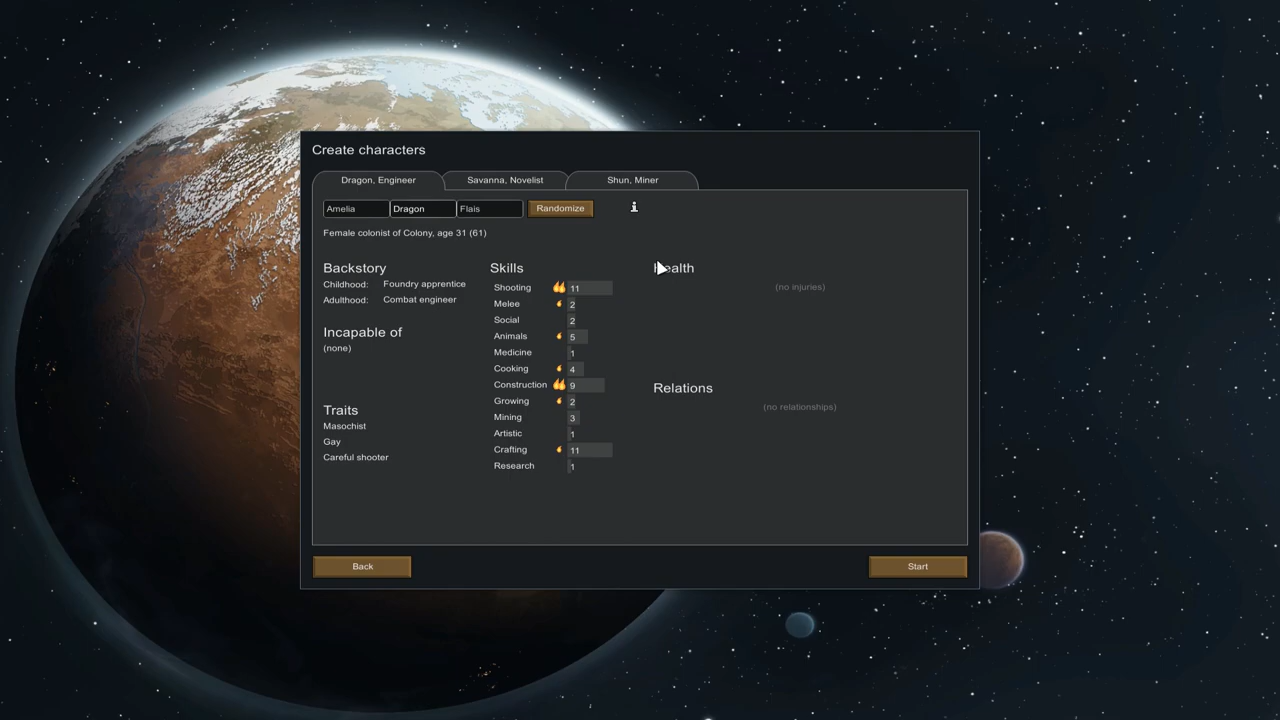 Create characters
Dragon, Engineer
Savanna, Novelist
Shun, Miner
Amelia
Dragon
Flais
Randomize
Female colonist of Colony, age 31 (61)
Backstory
Childhood: Foundry apprentice
Adulthood: Combat engineer
Incapable of
(none)
Traits
Masochist
Gay
Careful shooter
Skills
Shooting 11
Melee 2
Social 2
Animals 5
Medicine 1
Cooking 4
Construction 9
Growing 2
Mining 3
Artistic 1
Crafting 11
Research 1
Health
(no injuries)
Relations
(no relationships)
Back
Start